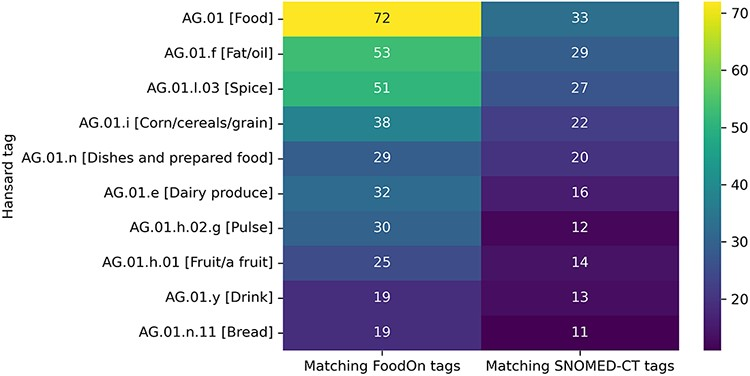 Hansard tag
AG.01 [Food] 72 33
AG.01.f [Fat/oil] 53 29
AG.01.l.03 [Spice] 51 27
AG.01.i [Corn/cereals/grain] 38 22
AG.01.n [Dishes and prepared food] 29 20
AG.01.e [Dairy produce] 32 16
AG.01.h.02.g [Pulse] 30 12
AG.01.h.01 [Fruit/a fruit] 25 14
AG.01.y [Drink] 19 13
AG.01.n.11 [Bread] 19 11
Matching FoodOn tags Matching SNOMED-CT tags
70
60
50
40
30
20